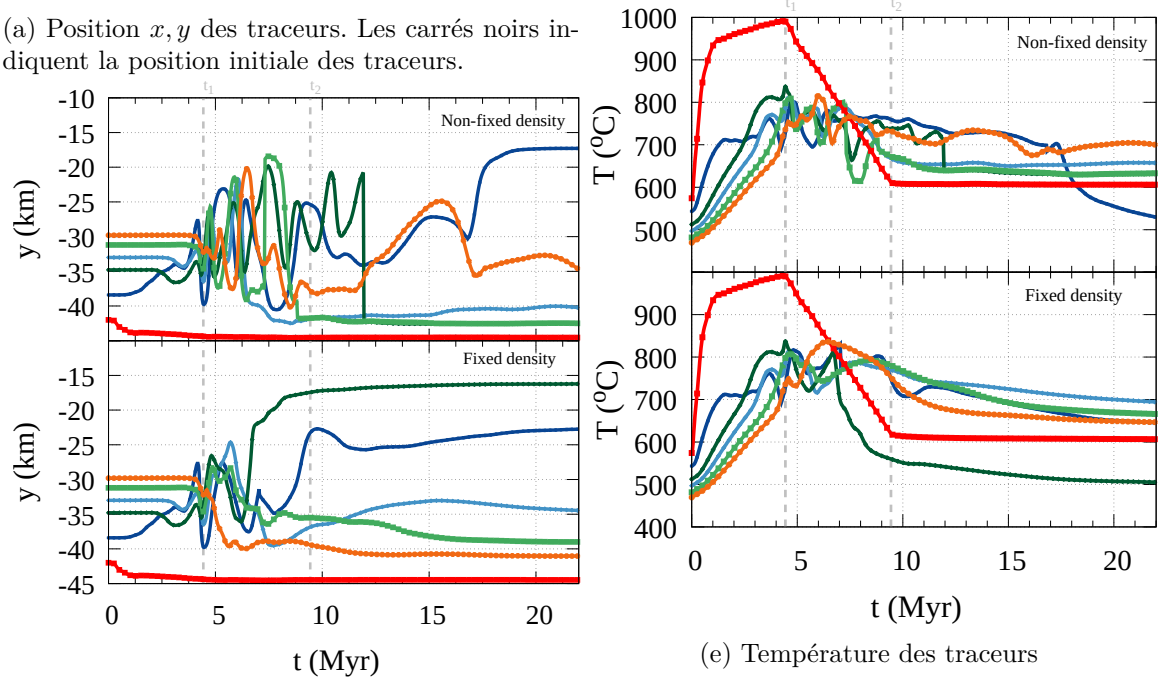 (a) Position x, y des traceurs. Les carrés noirs in-
diquent la position initiale des traceurs.
t₁ t₂
-10
-15
-20
-25
-30
-35
-40
y (km)
Non-fixed density
-15
-20
-25
-30
-35
-40
-45
y (km)
Fixed density
0 5 10 15 20
t (Myr)
t₁ t₂
1000
900
800
700
600
500
T (°C)
Non-fixed density
900
800
700
600
500
400
T (°C)
Fixed density
0 5 10 15 20
t (Myr)
(e) Température des traceurs